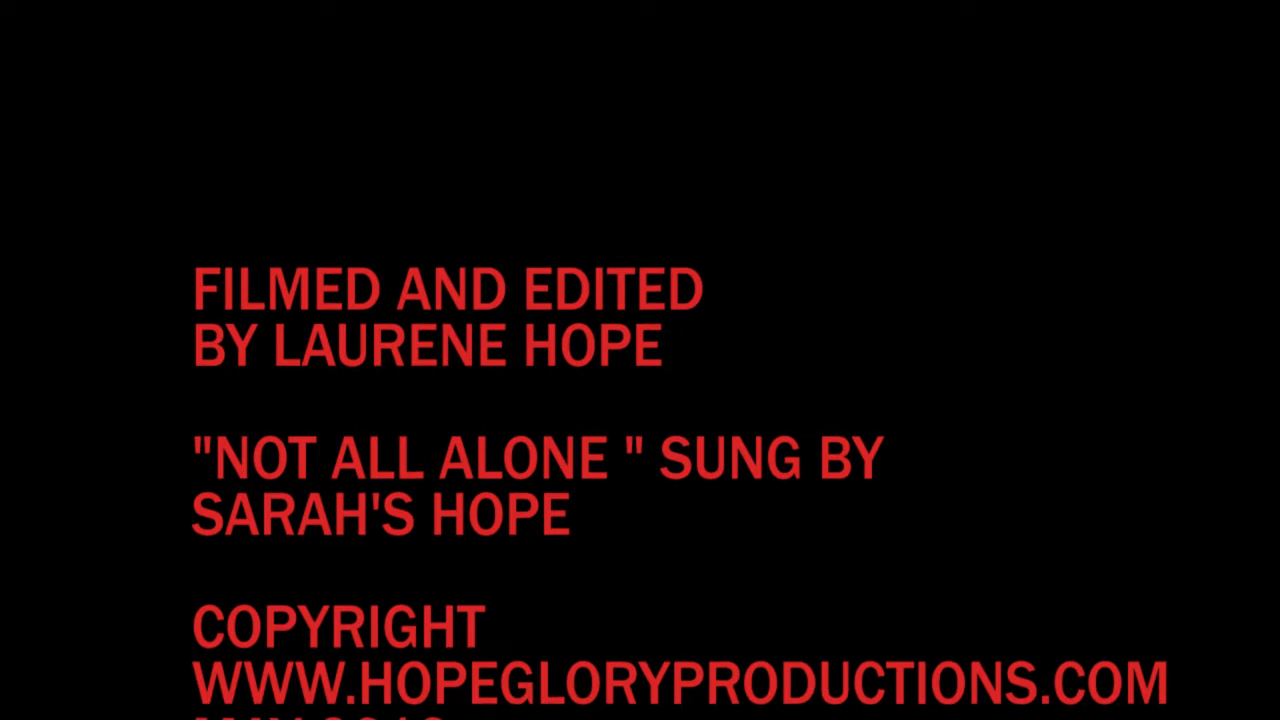 FILMED AND EDITED
BY LAURENE HOPE
"NOT ALL ALONE " SUNG BY
SARAH'S HOPE
COPYRIGHT
WWW.HOPEGLORYPRODUCTIONS.COM